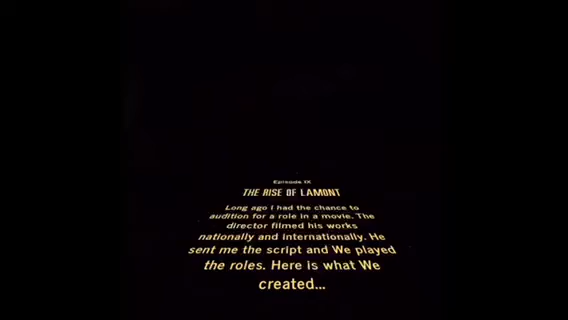 Episode IX
THE RISE OF LAMONT
Long ago I had the chance to
audition for a role in a movie. The
director filmed his works
nationally and internationally. He
sent me the script and We played
the roles. Here is what We
created...